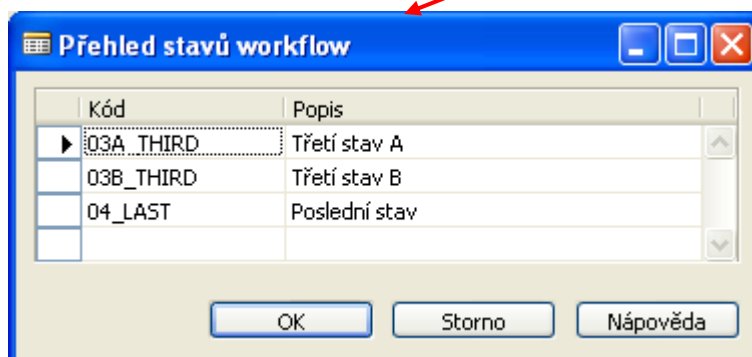 Přehled stavů workflow
Kód Popis
03A_THIRD Třetí stav A
03B_THIRD Třetí stav B
04_LAST Poslední stav
OK Storno Nápověda